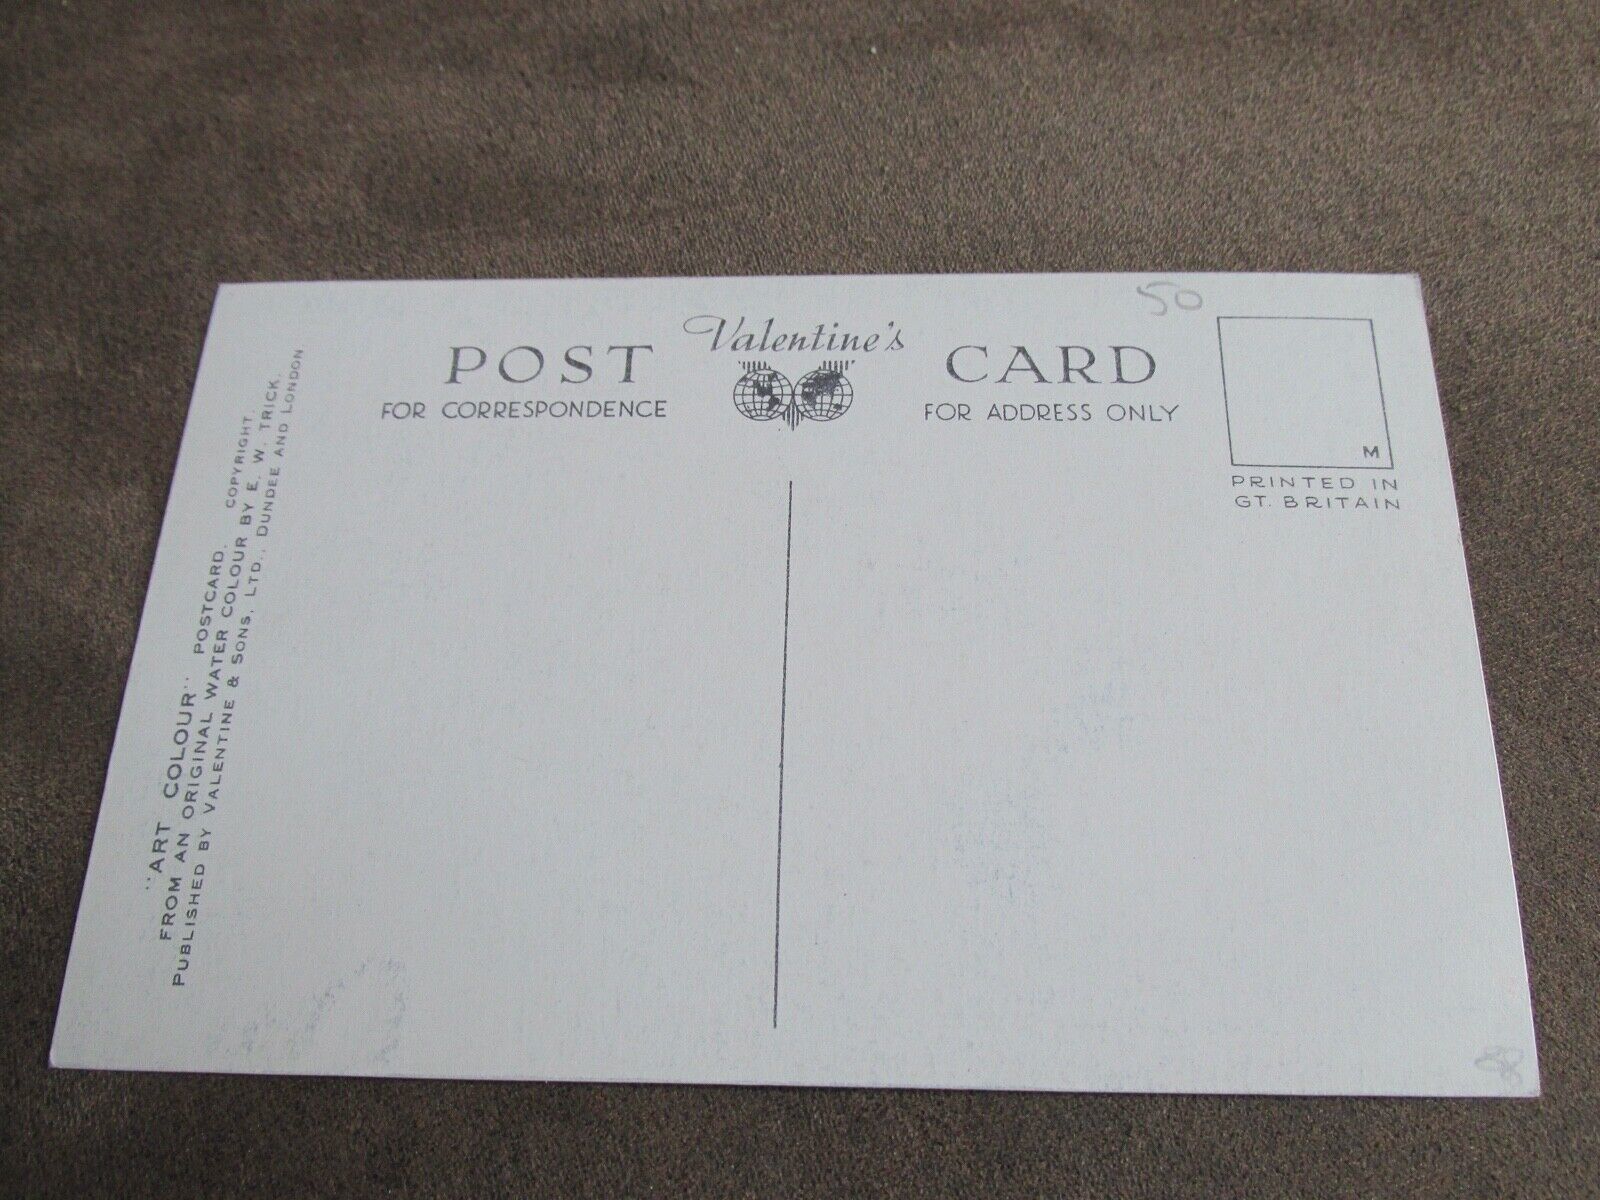 50
Valentine's
POST CARD
FOR CORRESPONDENCE
FOR ADDRESS ONLY
M
PRINTED IN
GT. BRITAIN
"ART COLOUR" POSTCARD. COPYRIGHT.
FROM AN ORIGINAL WATER COLOUR BY E. W. TRICK.
PUBLISHED BY VALENTINE & SONS, LTD., DUNDEE AND LONDON